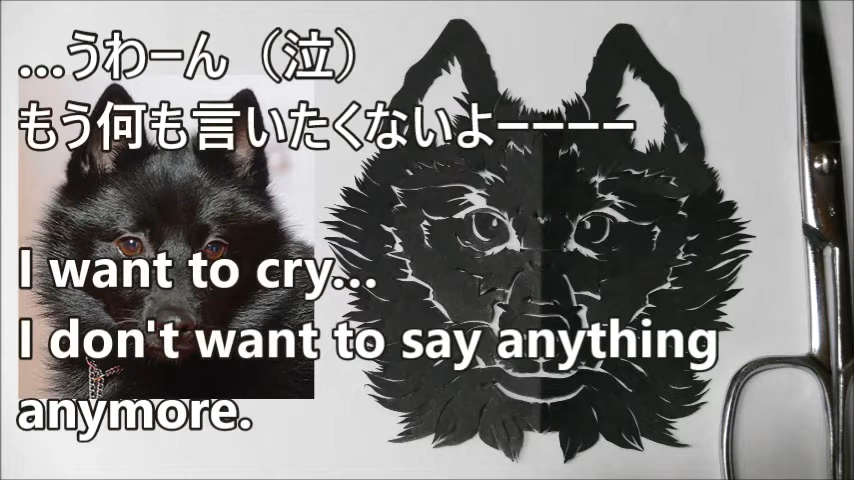 ...うわーん（泣）
もう何も言いたくないよーーーー
I want to cry...
I don't want to say anything
anymore.